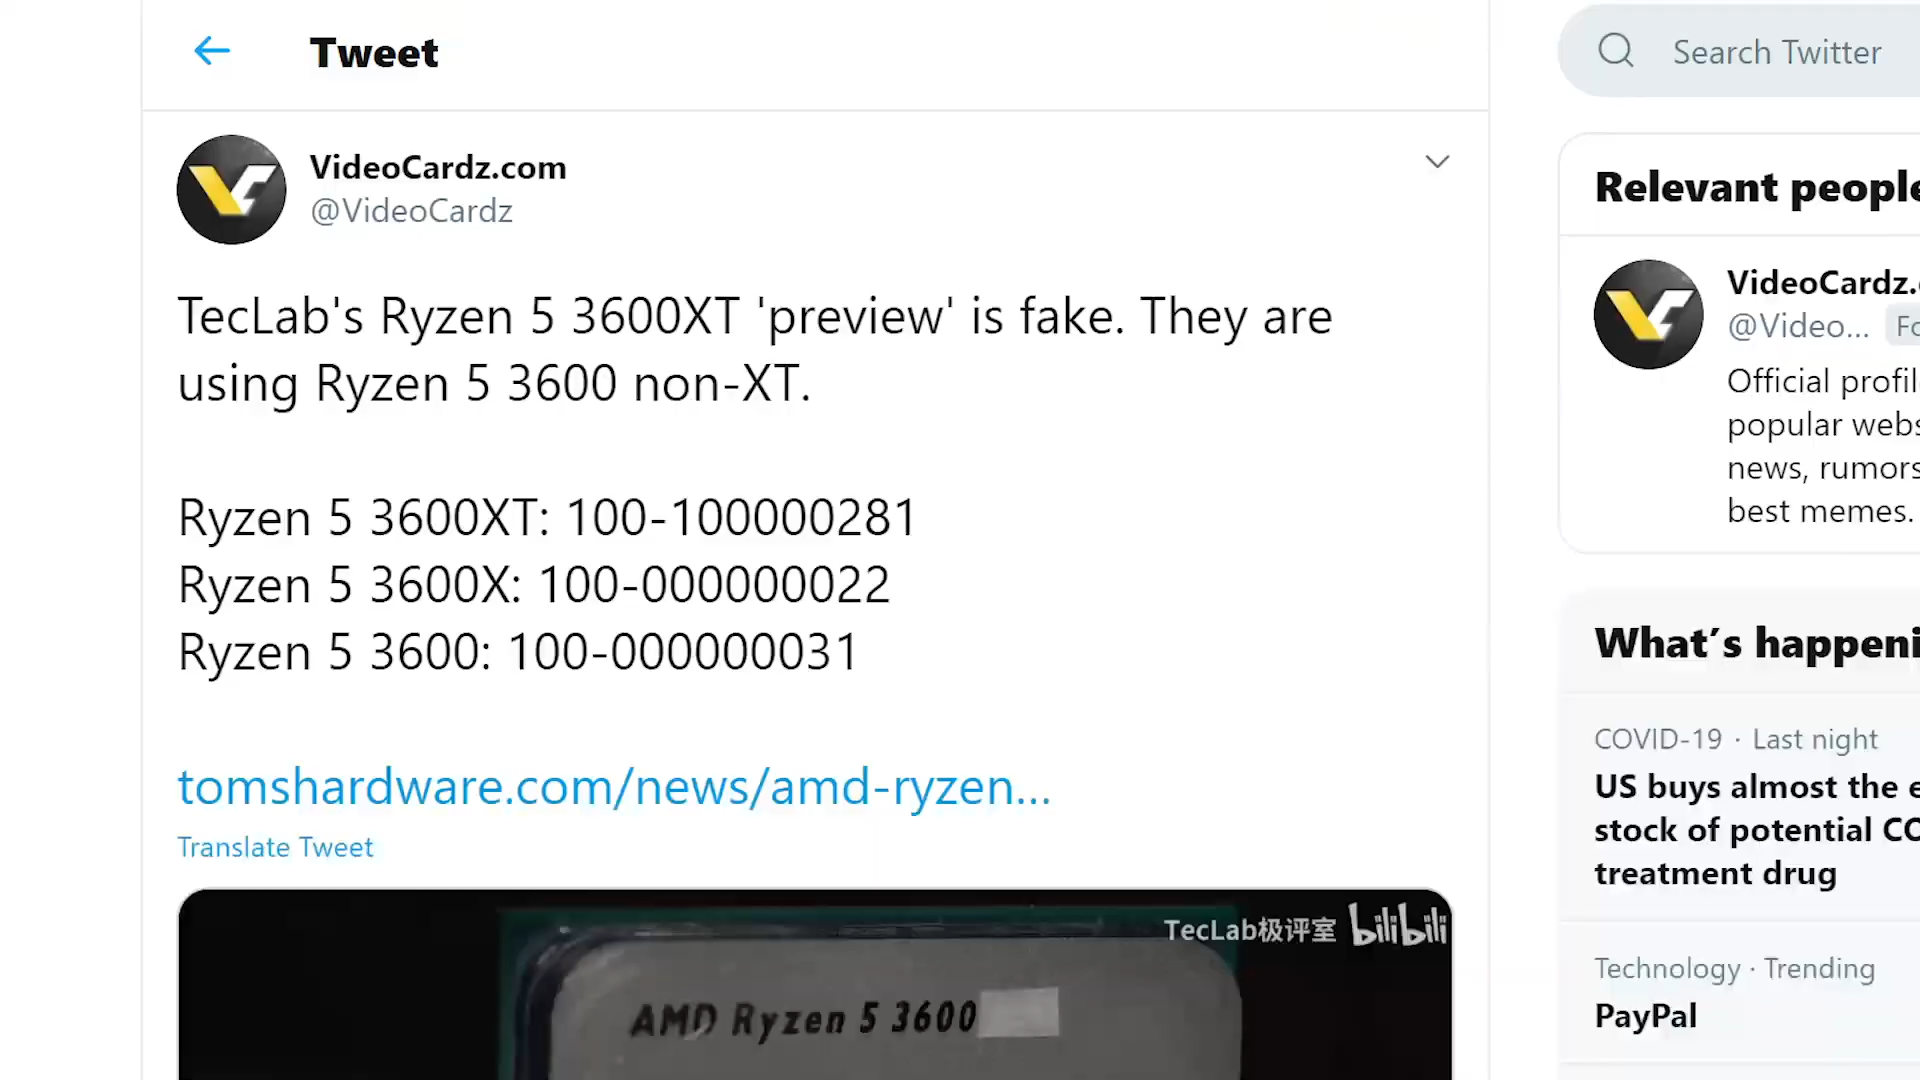 Tweet
Search Twitter
VideoCardz.com
@VideoCardz
TecLab's Ryzen 5 3600XT 'preview' is fake. They are
using Ryzen 5 3600 non-XT.
Ryzen 5 3600XT: 100-100000281
Ryzen 5 3600X: 100-000000022
Ryzen 5 3600: 100-000000031
tomshardware.com/news/amd-ryzen...
Translate Tweet
TecLab极评室 bilibili
AMD Ryzen 5 3600
Relevant people
VideoCardz.
@Video...
Fo
Official profil
popular webs
news, rumors
best memes.
What's happeni
COVID-19 · Last night
US buys almost the e
stock of potential CO
treatment drug
Technology · Trending
PayPal